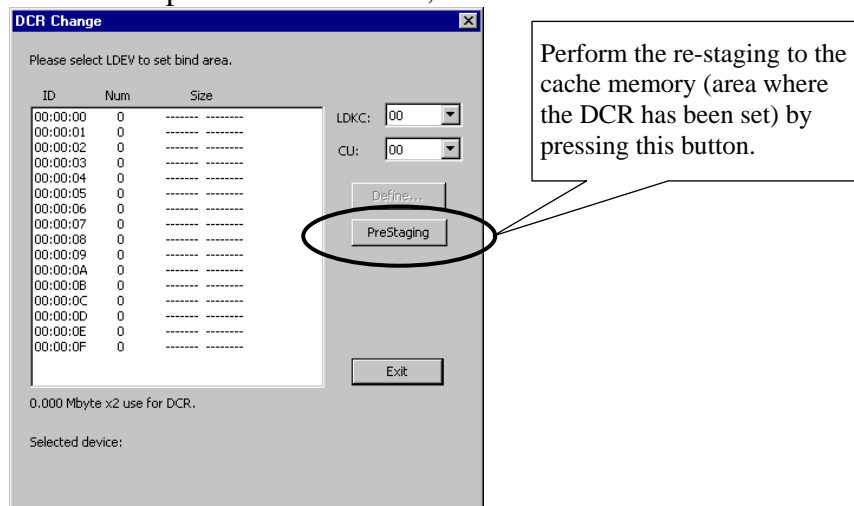 DCR Change
Please select LDEV to set bind area.
ID Num Size
00:00:00 0 ------- --------
00:00:01 0 ------- --------
00:00:02 0 ------- --------
00:00:03 0 ------- --------
00:00:04 0 ------- --------
00:00:05 0 ------- --------
00:00:06 0 ------- --------
00:00:07 0 ------- --------
00:00:08 0 ------- --------
00:00:09 0 ------- --------
00:00:0A 0 ------- --------
00:00:0B 0 ------- --------
00:00:0C 0 ------- --------
00:00:0D 0 ------- --------
00:00:0E 0 ------- --------
00:00:0F 0 ------- --------
LDKC: 00
CU: 00
Define...
PreStaging
Exit
0.000 Mbyte x2 use for DCR.
Selected device:
Perform the re-staging to the
cache memory (area where
the DCR has been set) by
pressing this button.